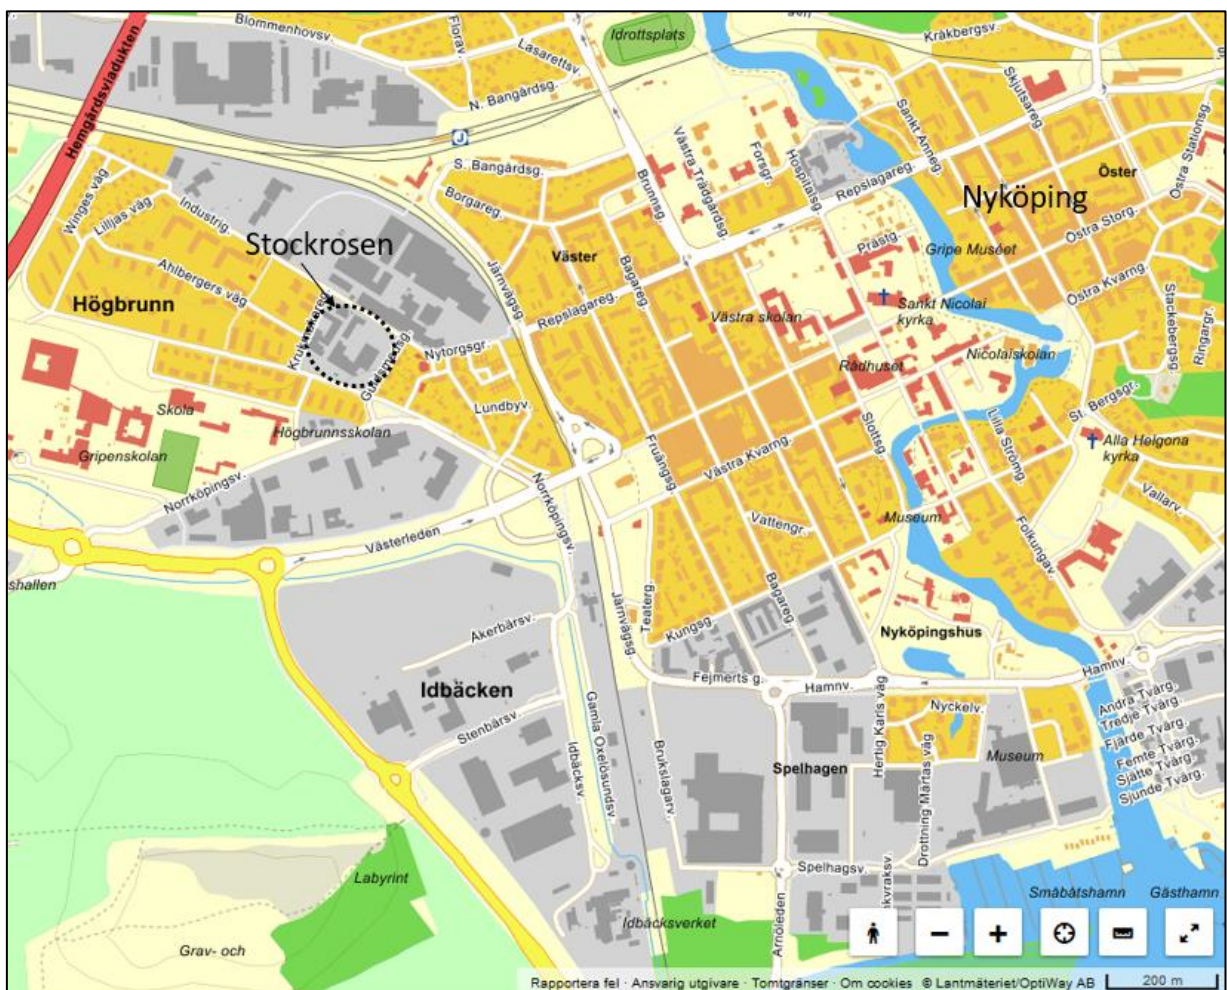 Blommenhovsv.
Florav.
Lasarettsv.
Idrottsplats
Kråkbergsv.
Hemgårdsviadukten
N. Bangårdsg.
Skjutsareg.
Sankt Anneg.
Östra Stationsg.
S. Bangårdsg.
Brunnsg.
Västra Trädgårdsg.
Forsgr.
Hospitalsg.
Repslagareg.
Öster
Winges väg
Lilljas väg
Industrig.
Borgareg.
Nyköping
Stockrosen
Väster
Bagareg.
Prästg.
Gripe Muséet
Östra Storg.
Ahlbergers väg
Järnvägsg.
Östra Kvarng.
Högbrunn
Repslagareg.
Västra skolan
Sankt Nicolai
kyrka
Stackebergsg.
Ringargr.
Nytorgsgr.
Rådhuset
Nicolaiskolan
Skola
Lundbyv.
St. Bergsgr.
Högbrunnsskolan
Gripenskolan
Fruängsg.
Västra Kvarng.
Slottsg.
Lilla Strömg.
Alla Helgona
kyrka
Norrköpingsv.
Norrköpingsv.
Vallarv.
Västerleden
Vattengr.
Museum
Folkungav.
shallen
Järnvägsg.
Teaterg.
Bagareg.
Åkerbärsv.
Kungsg.
Nyköpingshus
Idbäcken
Fejmerts g.
Hamnv.
Hamnv.
Stenbärsv.
Gamla Oxelösundsv.
Idbäcksv.
Brukslagarv.
Hertig Karls väg
Nyckelv.
Andra Tvärg.
Tredje Tvärg.
Fjärde Tvärg.
Femte Tvärg.
Sjätte Tvärg.
Sjunde Tvärg.
Spelhagen
Drottning Märtas väg
Museum
Labyrint
Spelhagsv.
Småbåtshamn
Gästhamn
Idbäcksverket
Arnöleden
Grav- och
Rapportera fel · Ansvarig utgivare · Tomtgränser · Om cookies © Lantmäteriet/OptiWay AB
200 m